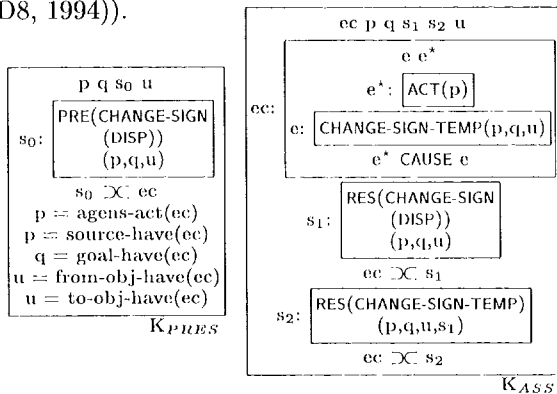 D8, 1994)).
p q s₀ u
s₀:
PRE(CHANGE-SIGN
(DISP))
(p,q,u)
s₀ ⊃⊂ ec
p = agens-act(ec)
p = source-have(ec)
q = goal-have(ec)
u = from-obj-have(ec)
u = to-obj-have(ec)
K_PRES
ec p q s₁ s₂ u
ec:
e e*
e*: ACT(p)
e: CHANGE-SIGN-TEMP(p,q,u)
e* CAUSE e
s₁:
RES(CHANGE-SIGN
(DISP))
(p,q,u)
ec ⊃⊂ s₁
s₂:
RES(CHANGE-SIGN-TEMP)
(p,q,u,s₁)
ec ⊃⊂ s₂
K_ASS